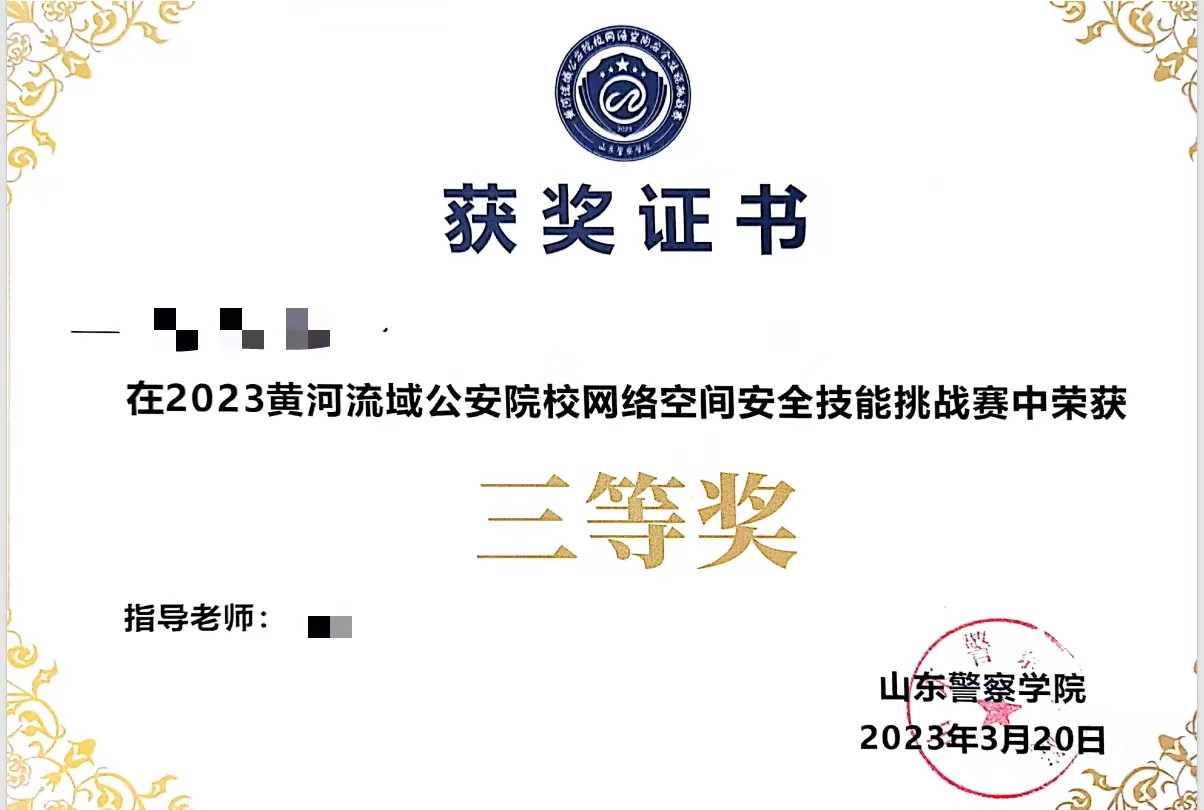 黄河流域公安院校网络空间安全技能挑战赛
2023
山东警察学院
获奖证书
在2023黄河流域公安院校网络空间安全技能挑战赛中荣获
三等奖
指导老师：
山东警察学院
2023年3月20日